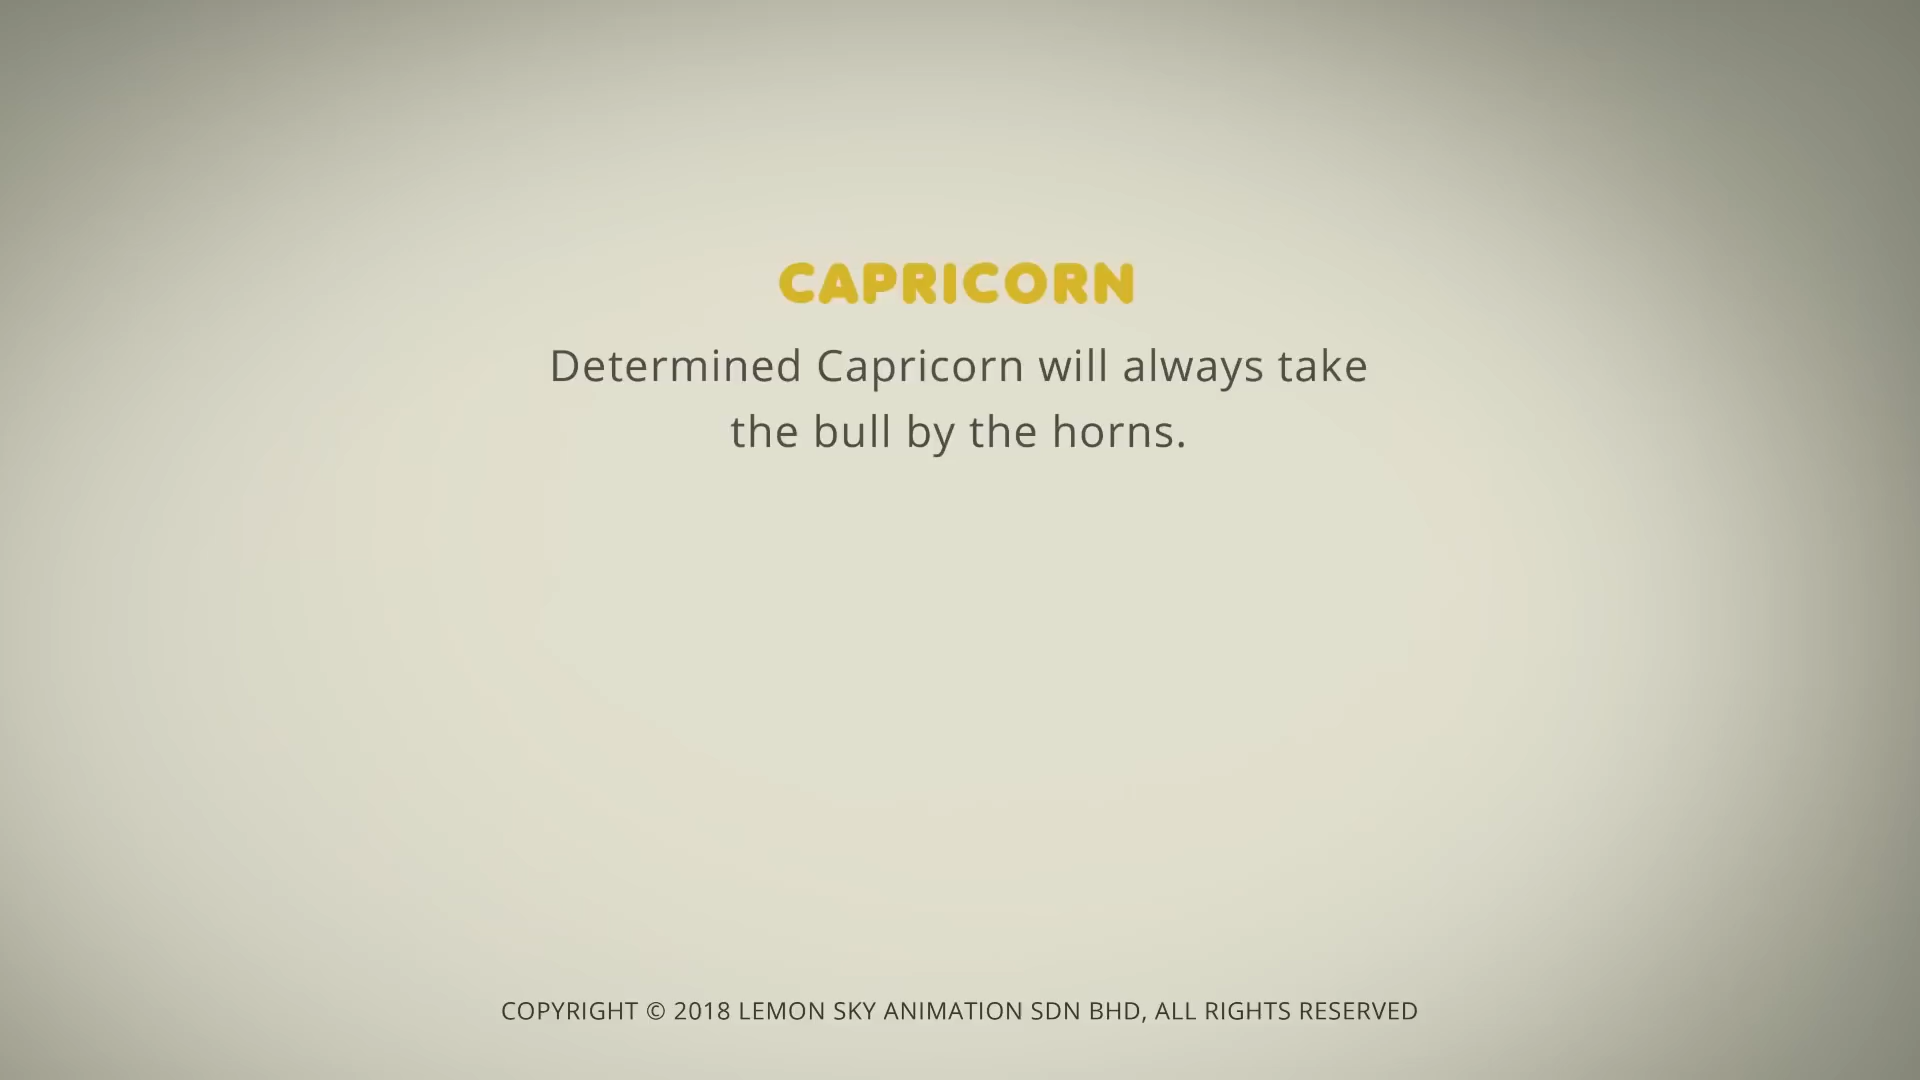 CAPRICORN
Determined Capricorn will always take
the bull by the horns.
COPYRIGHT © 2018 LEMON SKY ANIMATION SDN BHD, ALL RIGHTS RESERVED